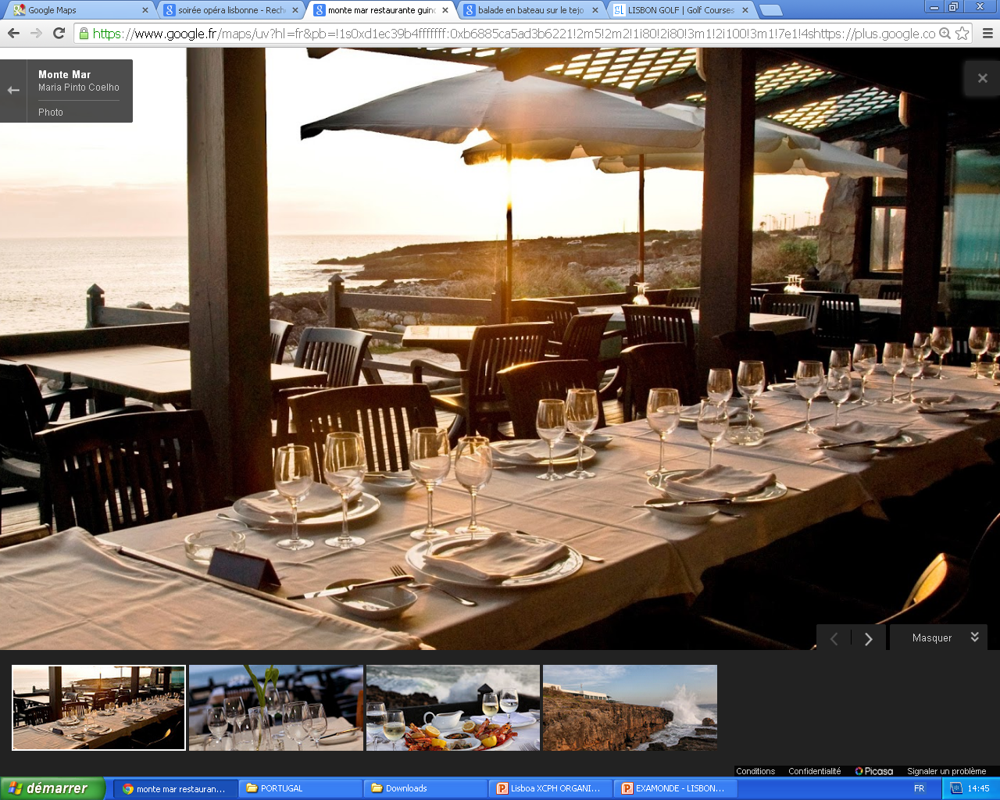 Google Maps
soirée opéra lisbonne - Rech
monte mar restaurante guinc
balade en bateau sur le tejo
LISBON GOLF | Golf Courses
https://www.google.fr/maps/uv?hl=fr&pb=!1s0xd1ec39b4fffffff:0xb6885ca5ad3b6221!2m5!2m2!1i80!2i80!3m1!2i100!3m1!7e1!4shttps://plus.google.co
Monte Mar
Maria Pinto Coelho
Photo
Masquer
Conditions Confidentialité Picasa Signaler un problème
démarrer
monte mar restauran...
PORTUGAL
Downloads
Lisboa XCPH ORGANI...
EXAMONDE - LISBON...
FR
14:45